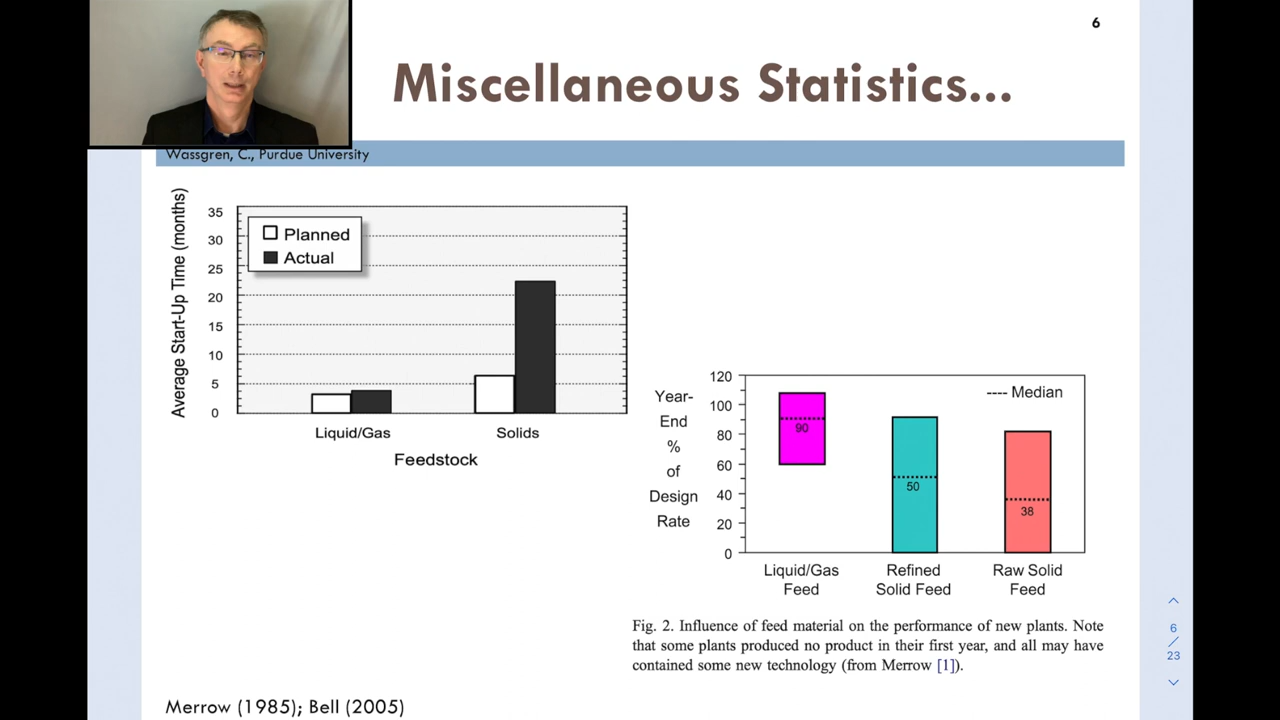 6
Miscellaneous Statistics...
Wassgren, C., Purdue University
Average Start-Up Time (months)
35
30
25
20
15
10
5
0
Planned
Actual
Liquid/Gas
Solids
Feedstock
Year-
End
%
of
Design
Rate
120
100
80
60
40
20
0
---- Median
90
50
38
Liquid/Gas
Feed
Refined
Solid Feed
Raw Solid
Feed
Fig. 2. Influence of feed material on the performance of new plants. Note
that some plants produced no product in their first year, and all may have
contained some new technology (from Merrow [1]).
Merrow (1985); Bell (2005)
6
/
23